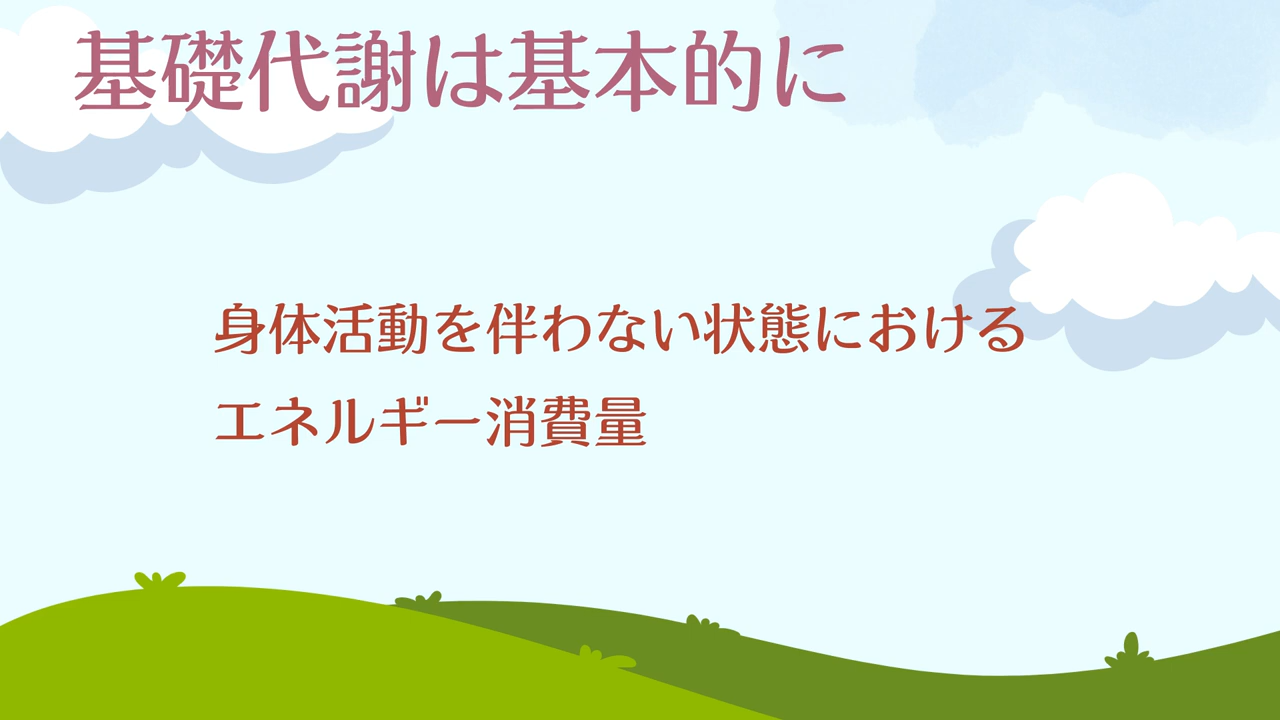 基礎代謝は基本的に
身体活動を伴わない状態における
エネルギー消費量